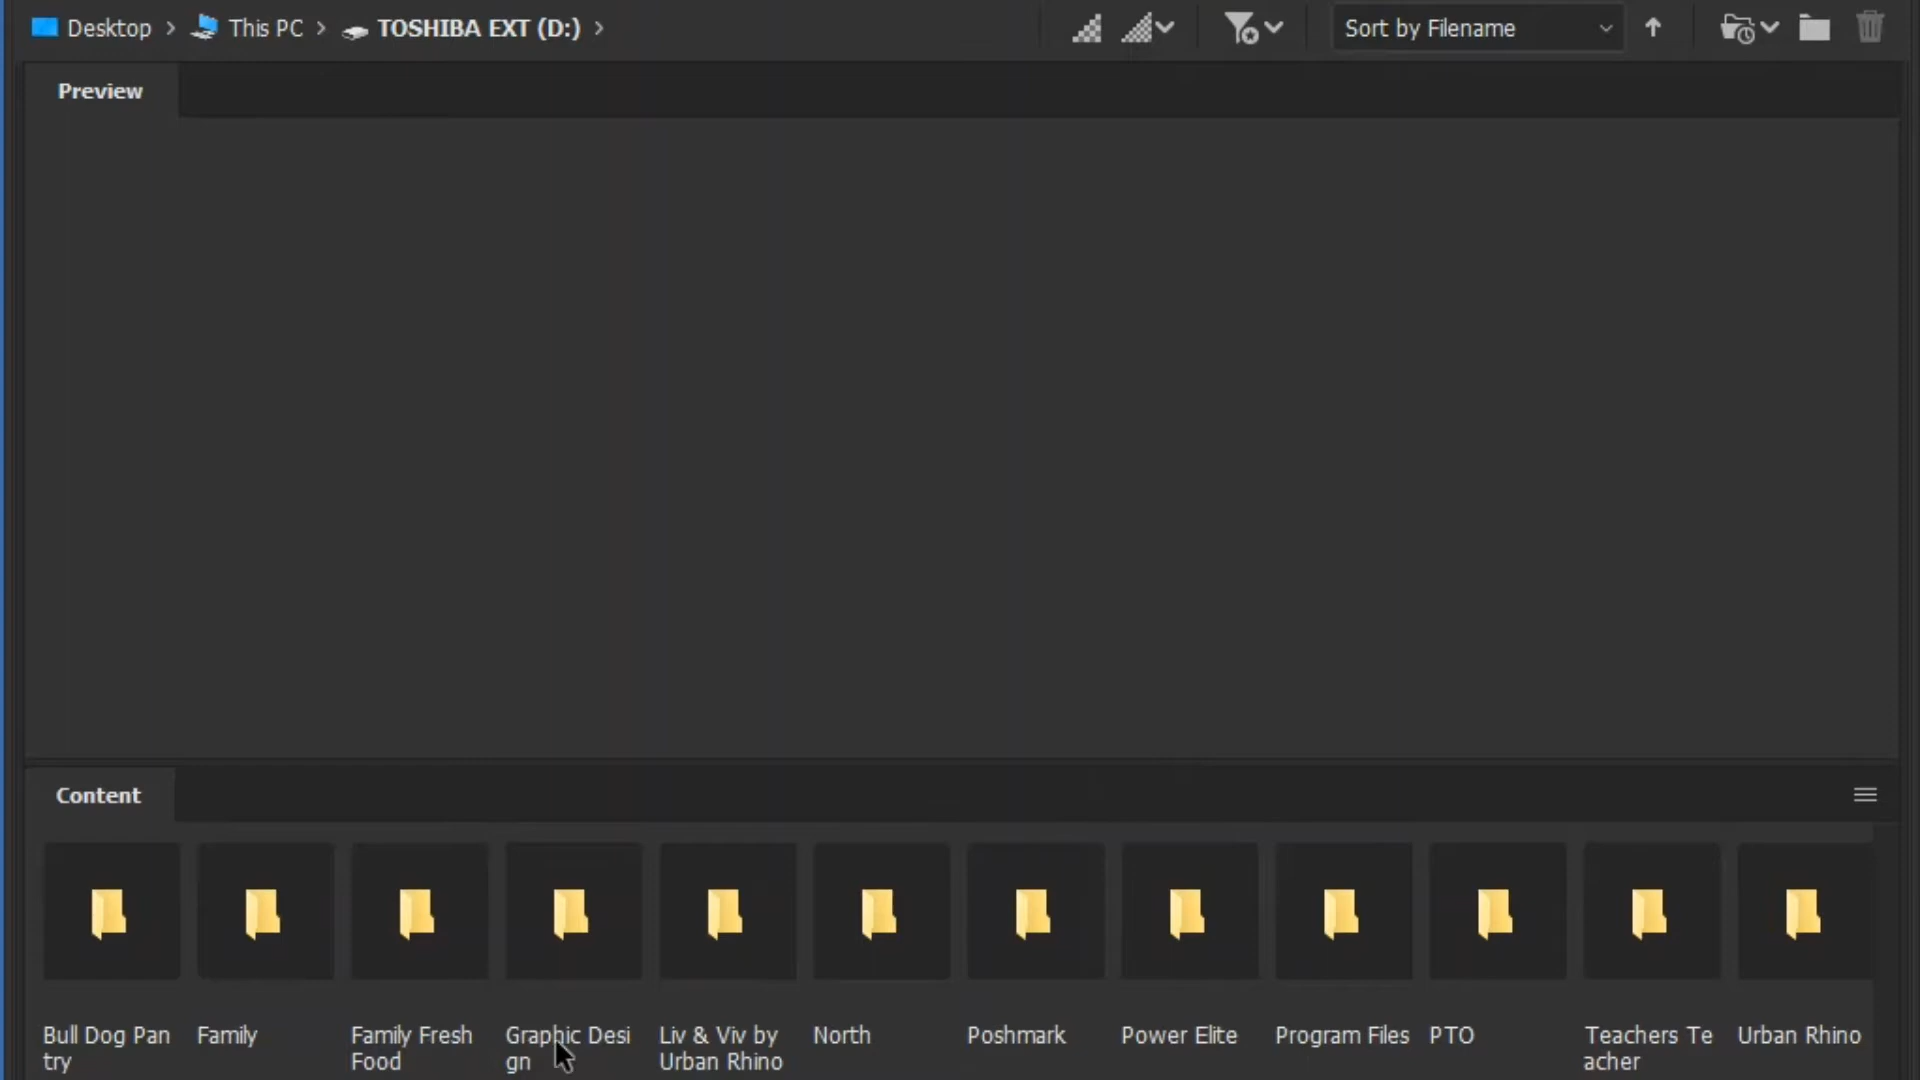 Desktop > This PC > TOSHIBA EXT (D:) >
Sort by Filename
Preview
Content
Bull Dog Pan
try
Family
Family Fresh
Food
Graphic Desi
gn
Liv & Viv by
Urban Rhino
North
Poshmark
Power Elite
Program Files
PTO
Teachers Te
acher
Urban Rhino